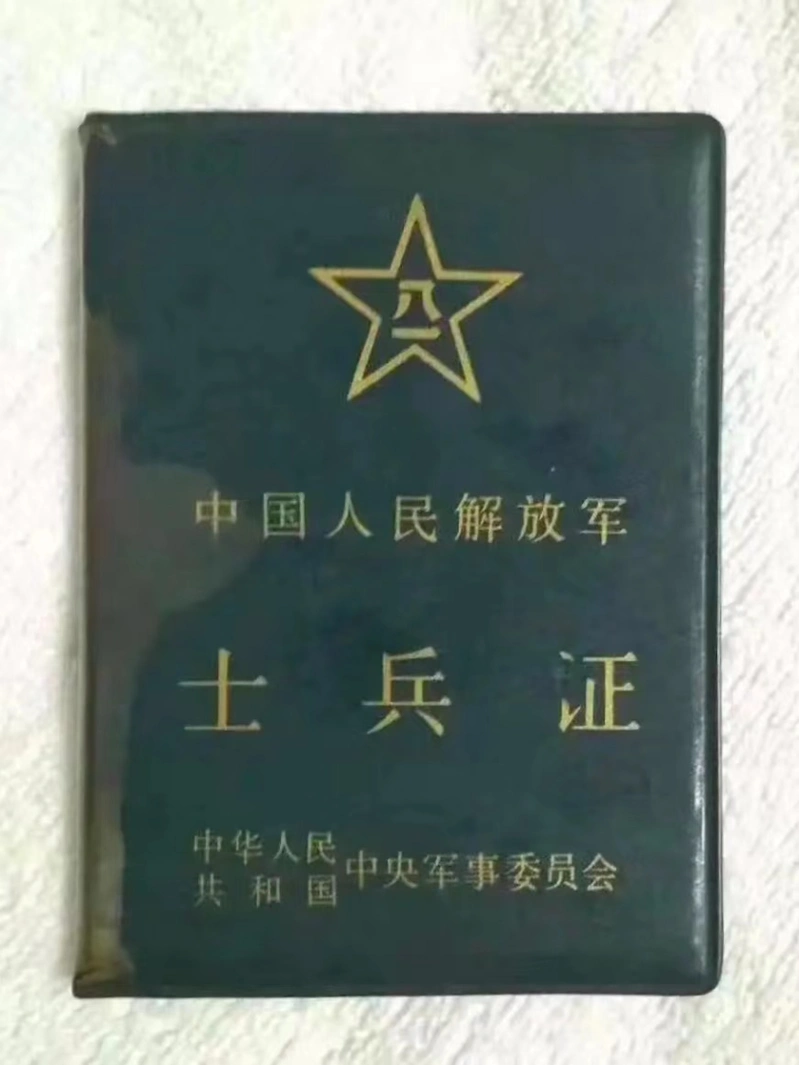 八一
中国人民解放军
士兵证
中华人民
共和国
中央军事委员会